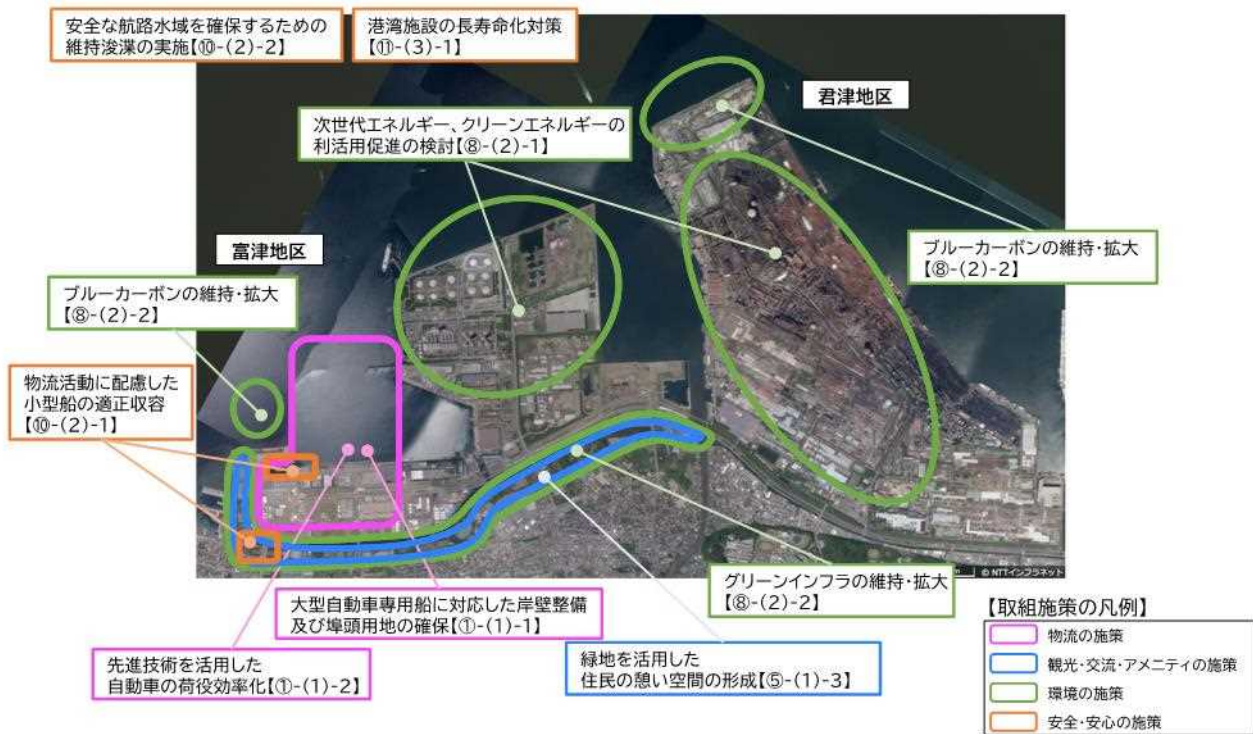 安全な航路水域を確保するための
維持浚渫の実施【⑩-(2)-2】
港湾施設の長寿命化対策
【⑪-(3)-1】
君津地区
次世代エネルギー、クリーンエネルギーの
利活用促進の検討【⑧-(2)-1】
富津地区
ブルーカーボンの維持・拡大
【⑧-(2)-2】
ブルーカーボンの維持・拡大
【⑧-(2)-2】
物流活動に配慮した
小型船の適正収容
【⑩-(2)-1】
© NTTインフラネット
グリーンインフラの維持・拡大
【⑧-(2)-2】
大型自動車専用船に対応した岸壁整備
及び埠頭用地の確保【①-(1)-1】
先進技術を活用した
自動車の荷役効率化【①-(1)-2】
緑地を活用した
住民の憩い空間の形成【⑤-(1)-3】
【取組施策の凡例】
物流の施策
観光・交流・アメニティの施策
環境の施策
安全・安心の施策